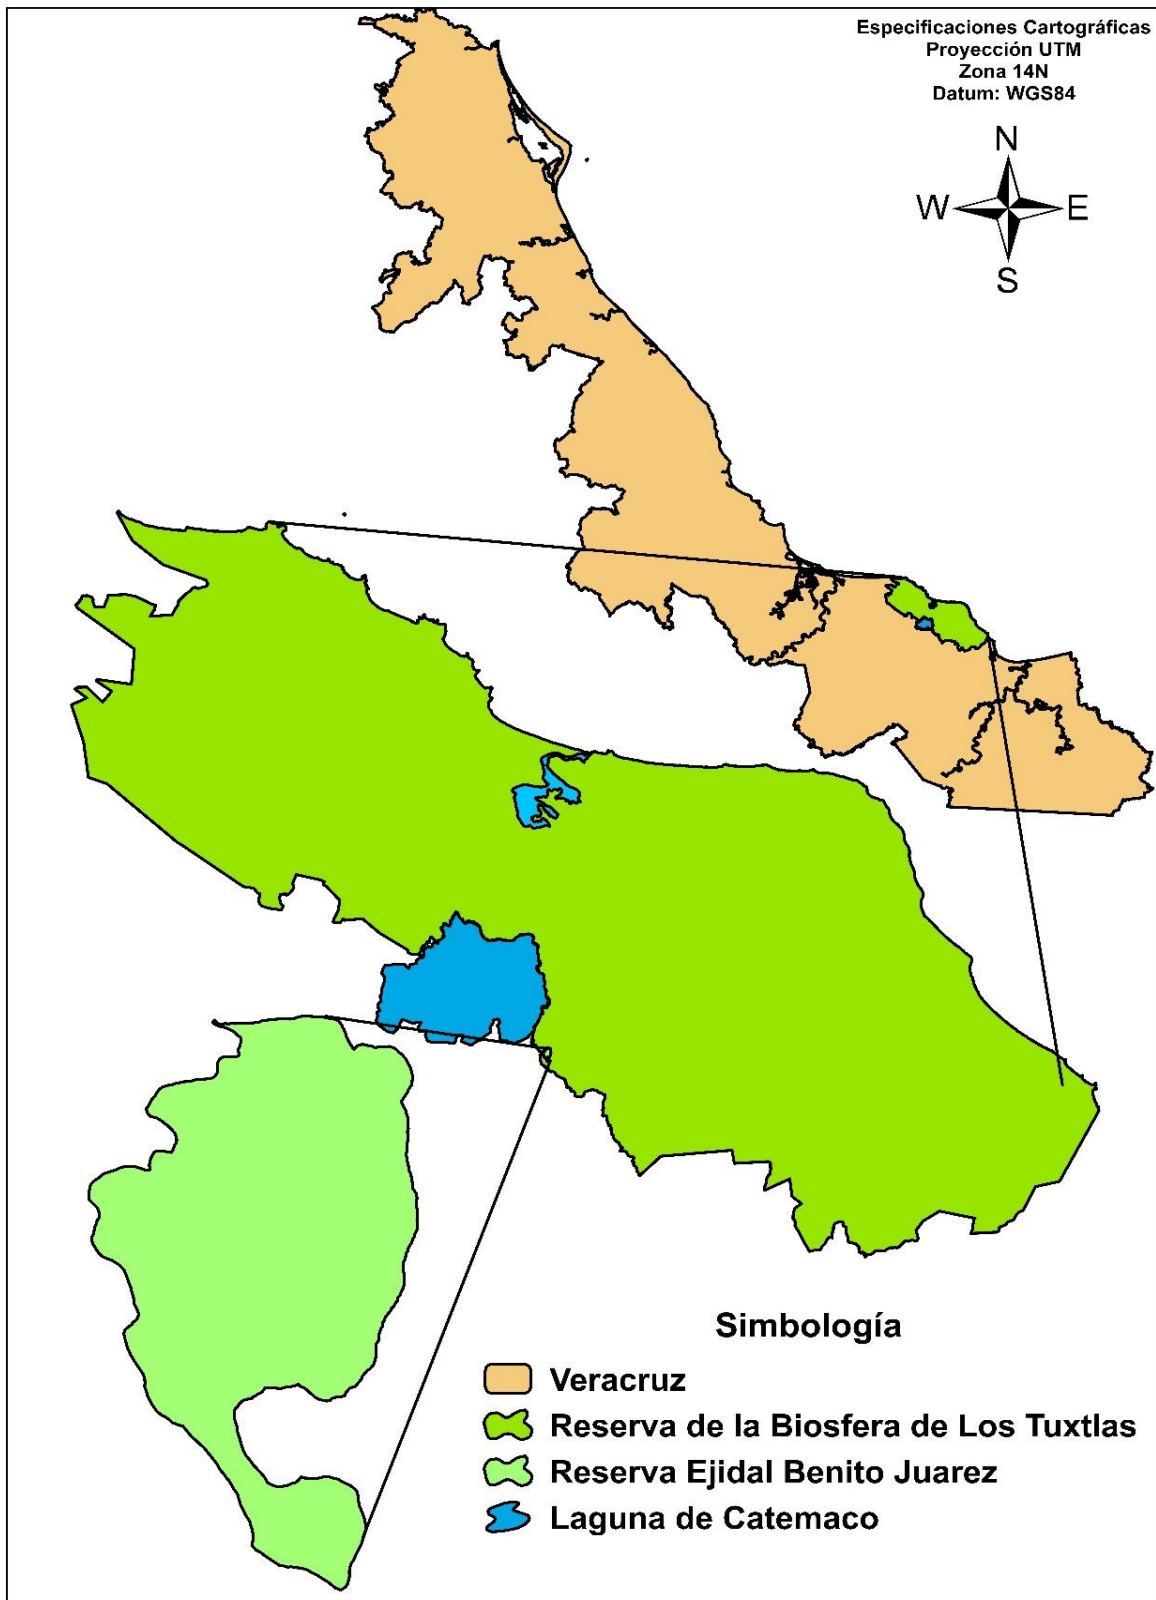 Especificaciones Cartográficas
Proyección UTM
Zona 14N
Datum: WGS84
N
W
E
S
Simbología
Veracruz
Reserva de la Biosfera de Los Tuxtlas
Reserva Ejidal Benito Juarez
Laguna de Catemaco